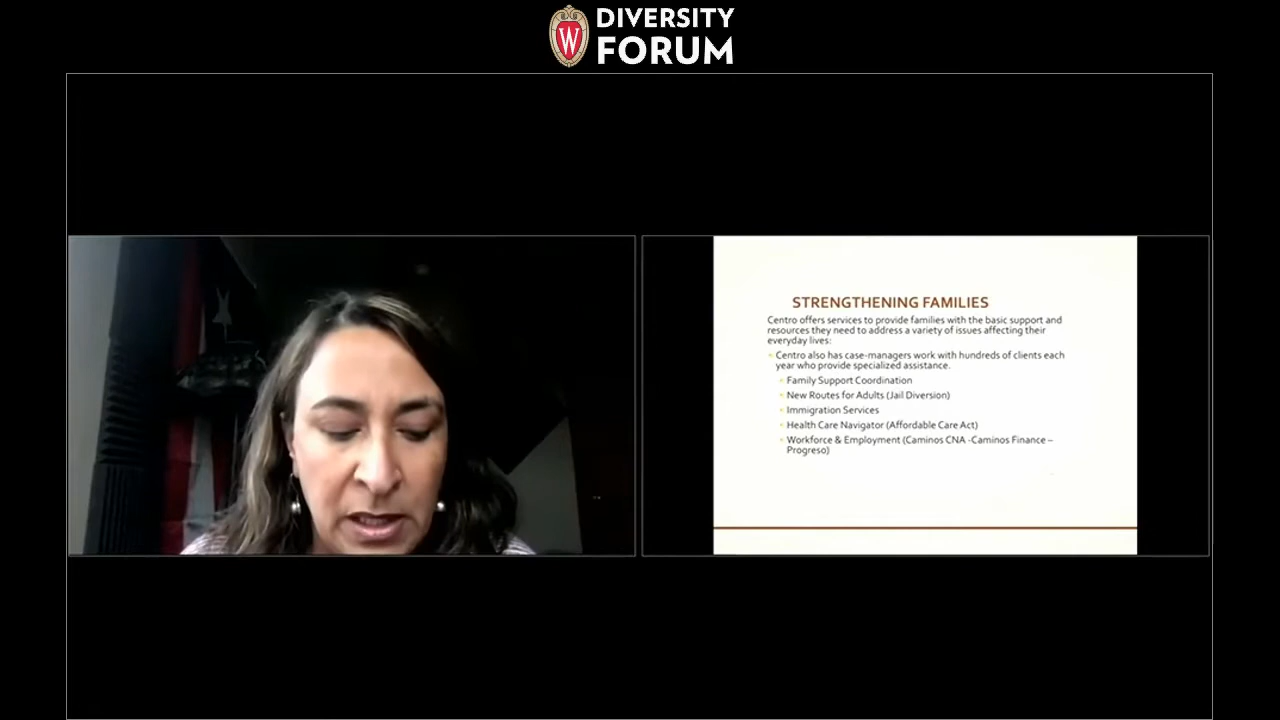 DIVERSITY
W
FORUM
STRENGTHENING FAMILIES
Centro offers services to provide families with the basic support and
resources they need to address a variety of issues affecting their
everyday lives:
Centro also has case-managers work with hundreds of clients each
year who provide specialized assistance.
Family Support Coordination
New Routes for Adults (Jail Diversion)
Immigration Services
Health Care Navigator (Affordable Care Act)
Workforce & Employment (Caminos CNA -Caminos Finance –
Progreso)